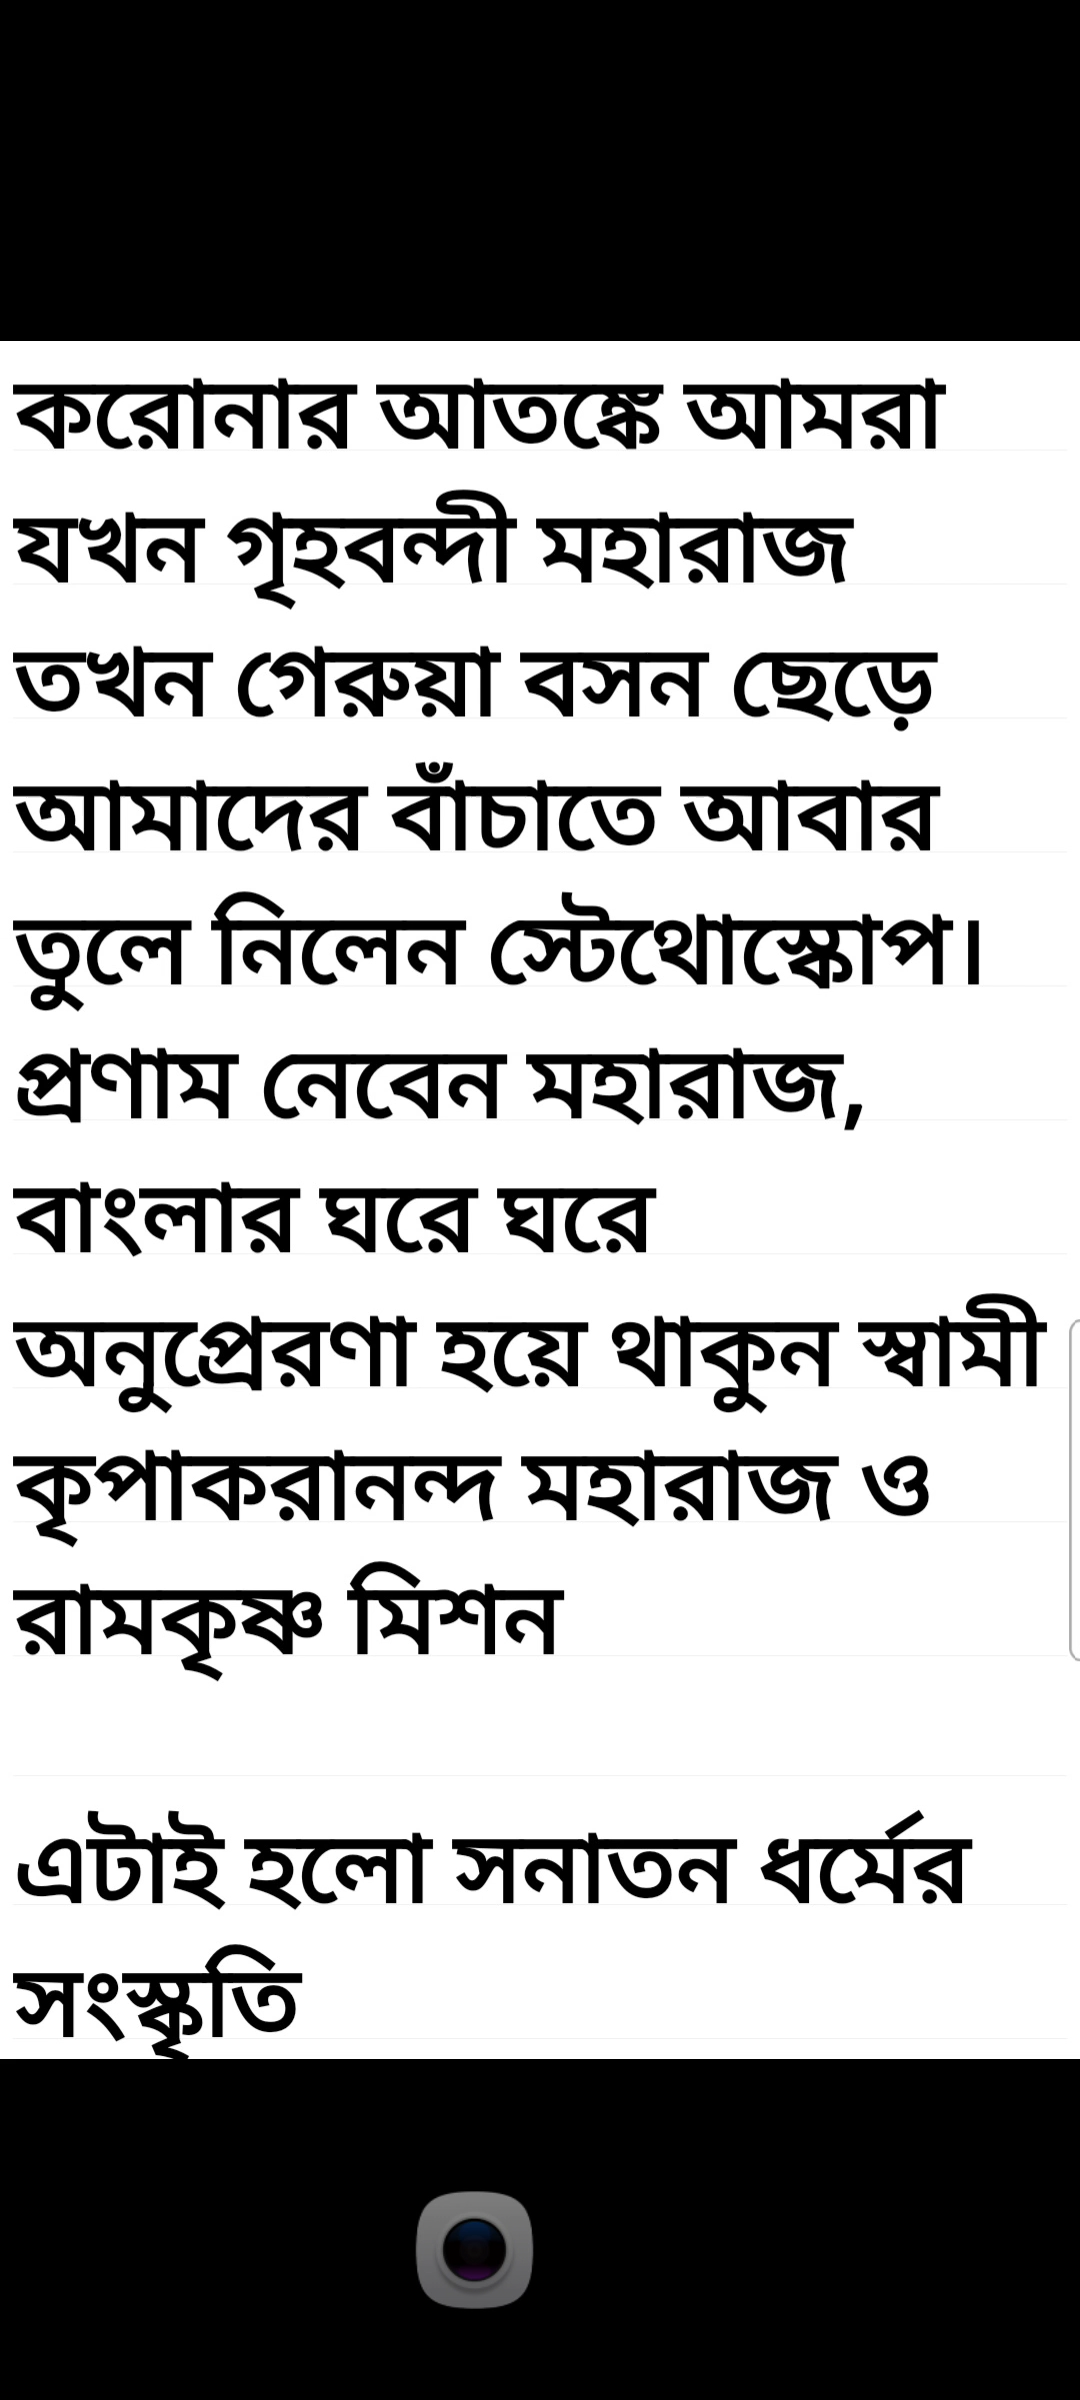 করোনার আতঙ্কে আমরা
যখন গৃহবন্দী মহারাজ
তখন গেরুয়া বসন ছেড়ে
আমাদের বাঁচাতে আবার
তুলে নিলেন স্টেথোস্কোপ।
প্রণাম নেবেন মহারাজ,
বাংলার ঘরে ঘরে
অনুপ্রেরণা হয়ে থাকুন স্বামী
কৃপাকরানন্দ মহারাজ ও
রামকৃষ্ণ মিশন
এটাই হলো সনাতন ধর্মের
সংস্কৃতি